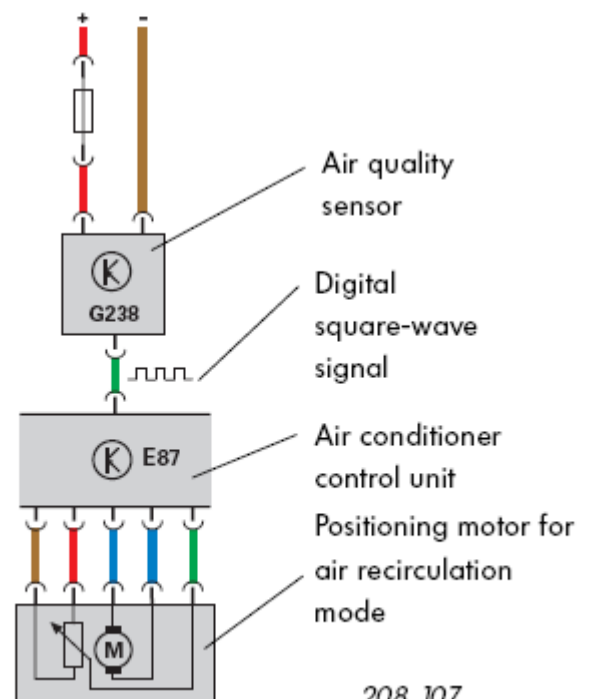 + -
Air quality
sensor
G238
Digital
square-wave
signal
Air conditioner
control unit
E87
Positioning motor for
air recirculation
mode
M
208_107